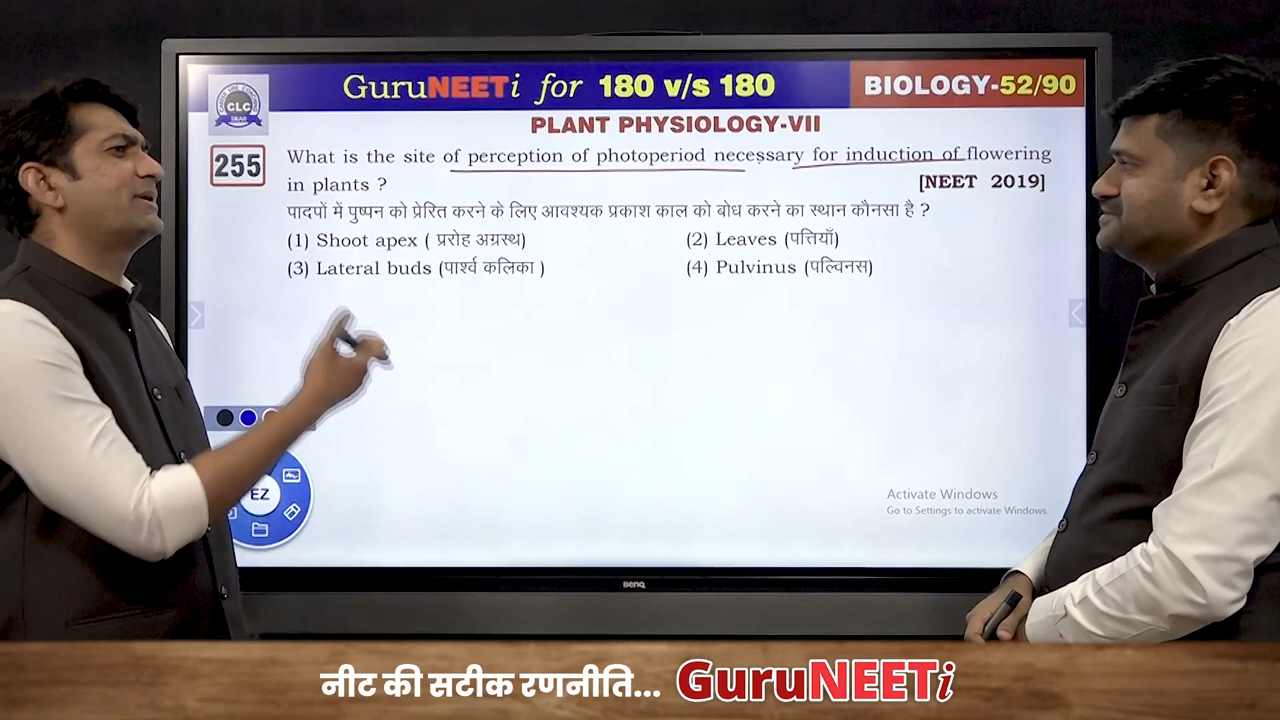 GuruNEETi for 180 v/s 180
BIOLOGY-52/90
CLC
SIKAR
PLANT PHYSIOLOGY-VII
255
What is the site of perception of photoperiod necessary for induction of flowering
in plants ?
[NEET 2019]
पादपों में पुष्पन को प्रेरित करने के लिए आवश्यक प्रकाश काल को बोध करने का स्थान कौनसा है ?
(1) Shoot apex ( प्ररोह अग्रस्थ)
(2) Leaves (पत्तियाँ)
(3) Lateral buds (पार्श्व कलिका )
(4) Pulvinus (पल्विनस)
EZ
Activate Windows
Go to Settings to activate Windows.
BenQ
नीट की सटीक रणनीति...
GuruNEETi